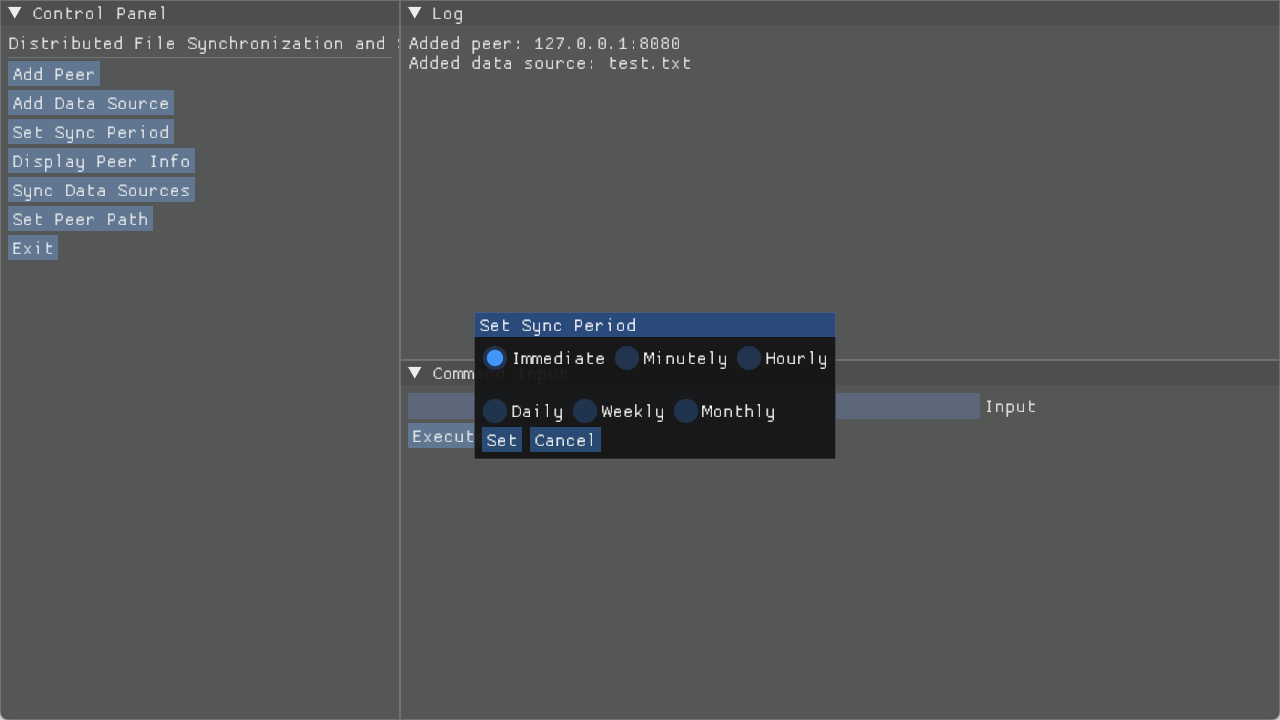 Control Panel
Distributed File Synchronization and
Add Peer
Add Data Source
Set Sync Period
Display Peer Info
Sync Data Sources
Set Peer Path
Exit
Log
Added peer: 127.0.0.1:8080
Added data source: test.txt
Set Sync Period
Immediate Minutely Hourly
Daily Weekly Monthly
Set Cancel
Command Input
Input
Execut